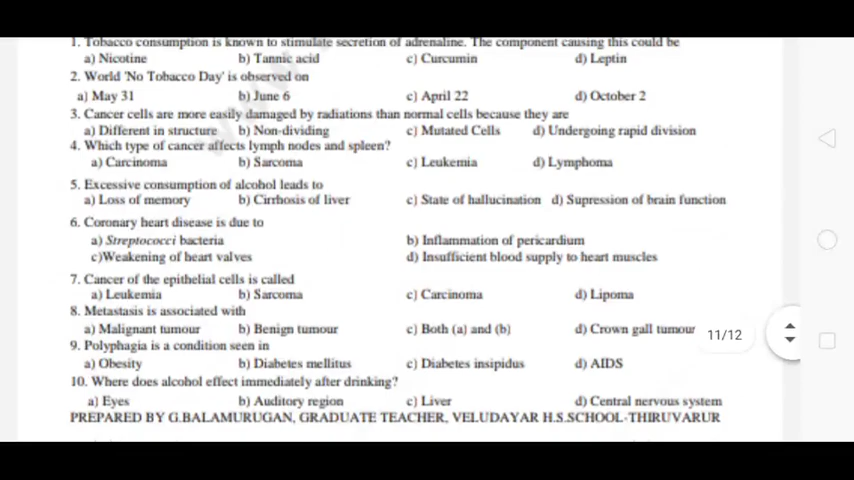 1. Tobacco consumption is known to stimulate secretion of adrenaline. The component causing this could be
a) Nicotine b) Tannic acid c) Curcumin d) Leptin
2. World 'No Tobacco Day' is observed on
a) May 31 b) June 6 c) April 22 d) October 2
3. Cancer cells are more easily damaged by radiations than normal cells because they are
a) Different in structure b) Non-dividing c) Mutated Cells d) Undergoing rapid division
4. Which type of cancer affects lymph nodes and spleen?
a) Carcinoma b) Sarcoma c) Leukemia d) Lymphoma
5. Excessive consumption of alcohol leads to
a) Loss of memory b) Cirrhosis of liver c) State of hallucination d) Supression of brain function
6. Coronary heart disease is due to
a) Streptococci bacteria b) Inflammation of pericardium
c)Weakening of heart valves d) Insufficient blood supply to heart muscles
7. Cancer of the epithelial cells is called
a) Leukemia b) Sarcoma c) Carcinoma d) Lipoma
8. Metastasis is associated with
a) Malignant tumour b) Benign tumour c) Both (a) and (b) d) Crown gall tumour 11/12
9. Polyphagia is a condition seen in
a) Obesity b) Diabetes mellitus c) Diabetes insipidus d) AIDS
10. Where does alcohol effect immediately after drinking?
a) Eyes b) Auditory region c) Liver d) Central nervous system
PREPARED BY G.BALAMURUGAN, GRADUATE TEACHER, VELUDAYAR H.S.SCHOOL-THIRUVARUR